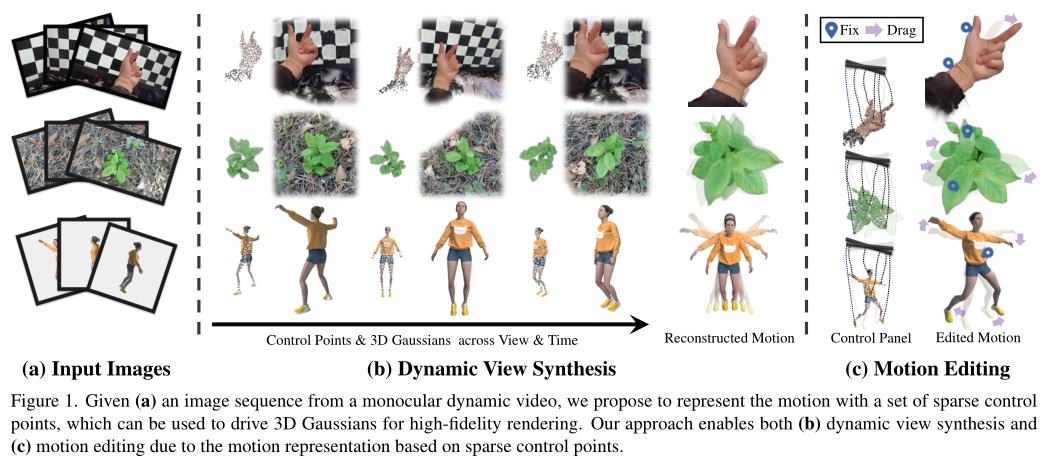 Fix Drag
Control Points & 3D Gaussians across View & Time
Reconstructed Motion
Control Panel
Edited Motion
(a) Input Images
(b) Dynamic View Synthesis
(c) Motion Editing
Figure 1. Given (a) an image sequence from a monocular dynamic video, we propose to represent the motion with a set of sparse control
points, which can be used to drive 3D Gaussians for high-fidelity rendering. Our approach enables both (b) dynamic view synthesis and
(c) motion editing due to the motion representation based on sparse control points.